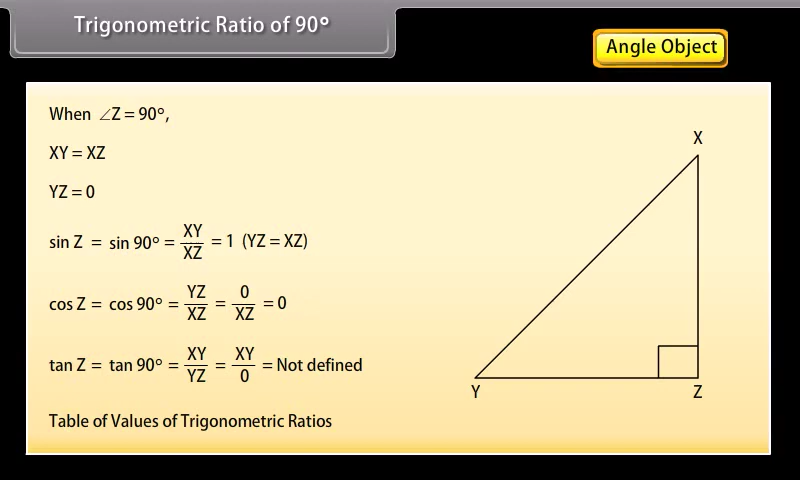 Trigonometric Ratio of 90°
Angle Object
When ∠Z = 90°,
XY = XZ
YZ = 0
sin Z = sin 90° = XY/XZ = 1 (YZ = XZ)
cos Z = cos 90° = YZ/XZ = 0/XZ = 0
tan Z = tan 90° = XY/YZ = XY/0 = Not defined
Table of Values of Trigonometric Ratios
X
Y
Z